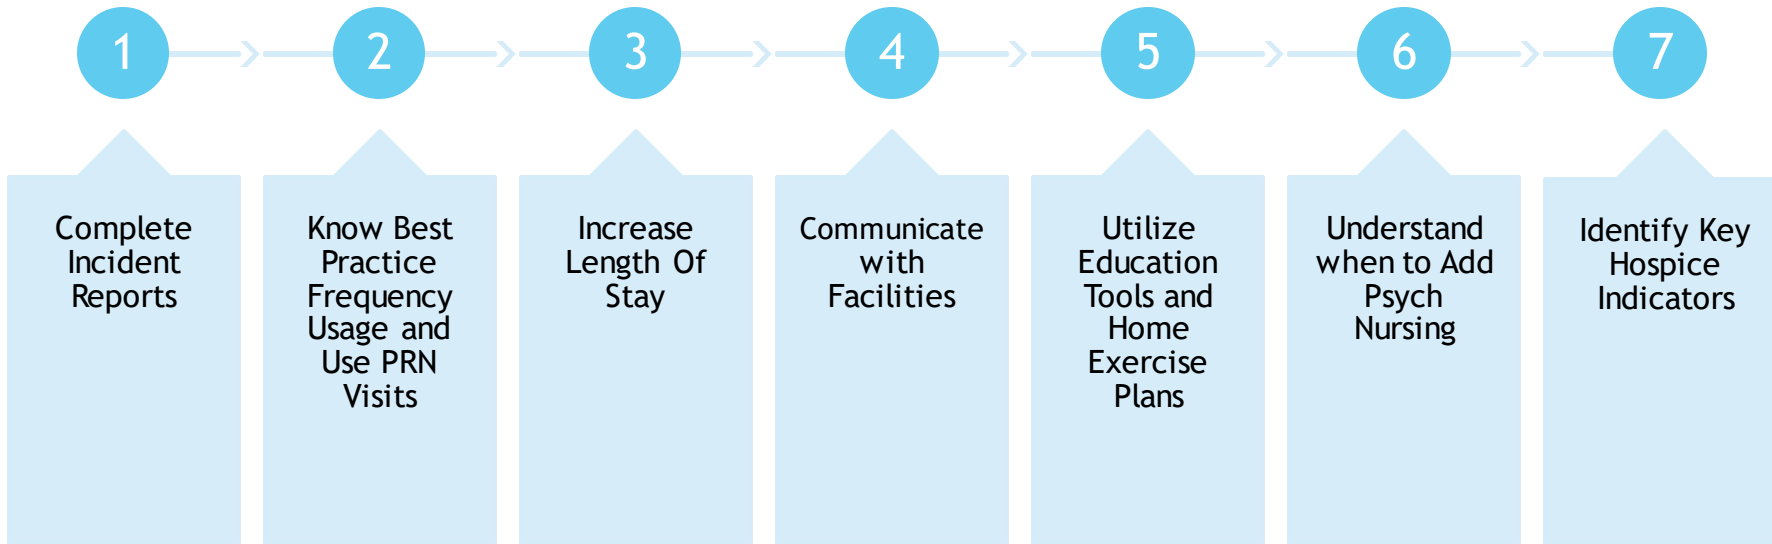 1
2
3
4
5
6
7
Complete
Incident
Reports
Know Best
Practice
Frequency
Usage and
Use PRN
Visits
Increase
Length Of
Stay
Communicate
with
Facilities
Utilize
Education
Tools and
Home
Exercise
Plans
Understand
when to Add
Psych
Nursing
Identify Key
Hospice
Indicators